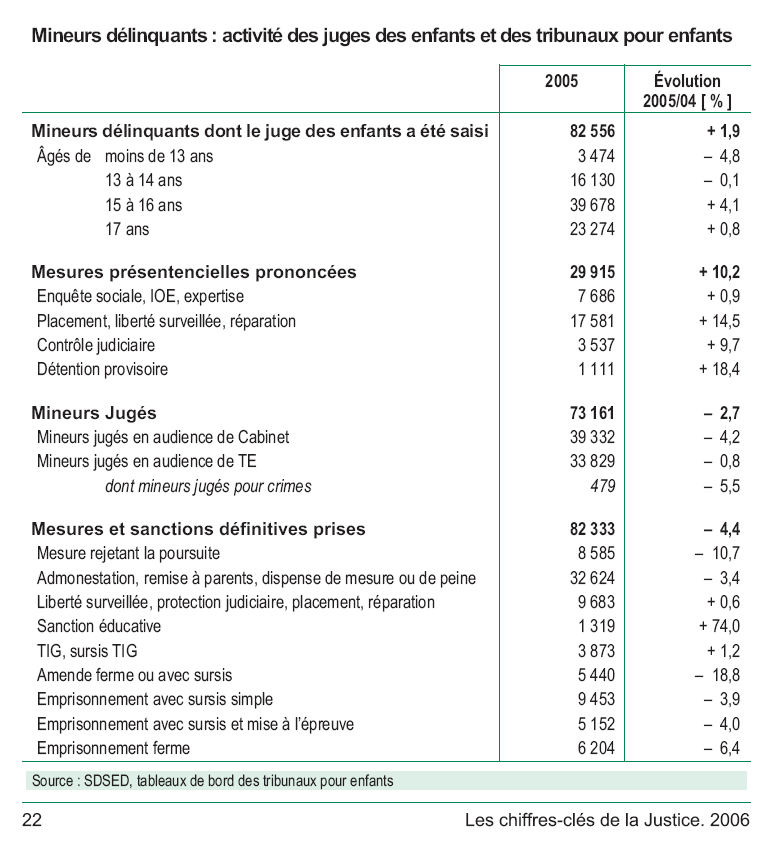 Mineurs délinquants : activité des juges des enfants et des tribunaux pour enfants
2005 Évolution
2005/04 [ % ]
Mineurs délinquants dont le juge des enfants a été saisi 82 556 + 1,9
Âgés de moins de 13 ans 3 474 – 4,8
13 à 14 ans 16 130 – 0,1
15 à 16 ans 39 678 + 4,1
17 ans 23 274 + 0,8
Mesures présentencielles prononcées 29 915 + 10,2
Enquête sociale, IOE, expertise 7 686 + 0,9
Placement, liberté surveillée, réparation 17 581 + 14,5
Contrôle judiciaire 3 537 + 9,7
Détention provisoire 1 111 + 18,4
Mineurs Jugés 73 161 – 2,7
Mineurs jugés en audience de Cabinet 39 332 – 4,2
Mineurs jugés en audience de TE 33 829 – 0,8
dont mineurs jugés pour crimes 479 – 5,5
Mesures et sanctions définitives prises 82 333 – 4,4
Mesure rejetant la poursuite 8 585 – 10,7
Admonestation, remise à parents, dispense de mesure ou de peine 32 624 – 3,4
Liberté surveillée, protection judiciaire, placement, réparation 9 683 + 0,6
Sanction éducative 1 319 + 74,0
TIG, sursis TIG 3 873 + 1,2
Amende ferme ou avec sursis 5 440 – 18,8
Emprisonnement avec sursis simple 9 453 – 3,9
Emprisonnement avec sursis et mise à l'épreuve 5 152 – 4,0
Emprisonnement ferme 6 204 – 6,4
Source : SDSED, tableaux de bord des tribunaux pour enfants
22 Les chiffres-clés de la Justice. 2006